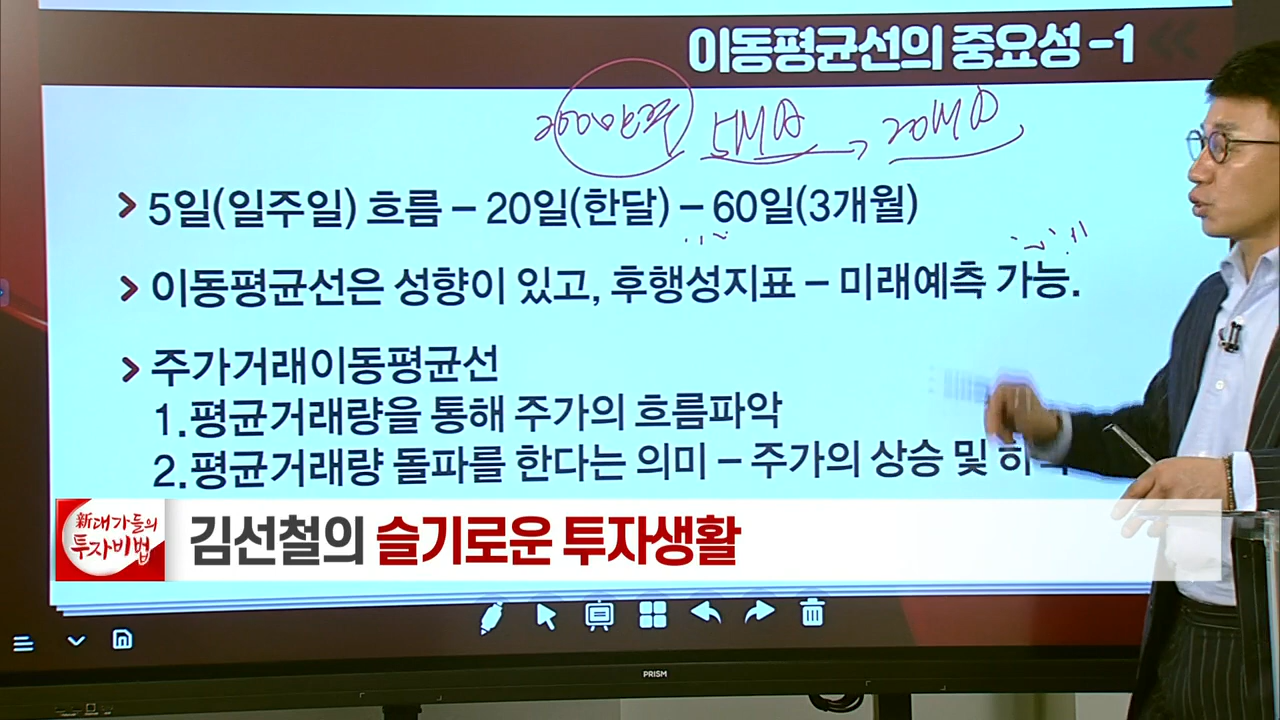 이동평균선의 중요성 -1
5MA → 20MA
5일(일주일) 흐름 – 20일(한달) – 60일(3개월)
이동평균선은 성향이 있고, 후행성지표 – 미래예측 가능.
주가거래이동평균선
1.평균거래량을 통해 주가의 흐름파악
2.평균거래량 돌파를 한다는 의미 – 주가의 상승 및
新대가들의
투자비법
김선철의 슬기로운 투자생활
PRISM